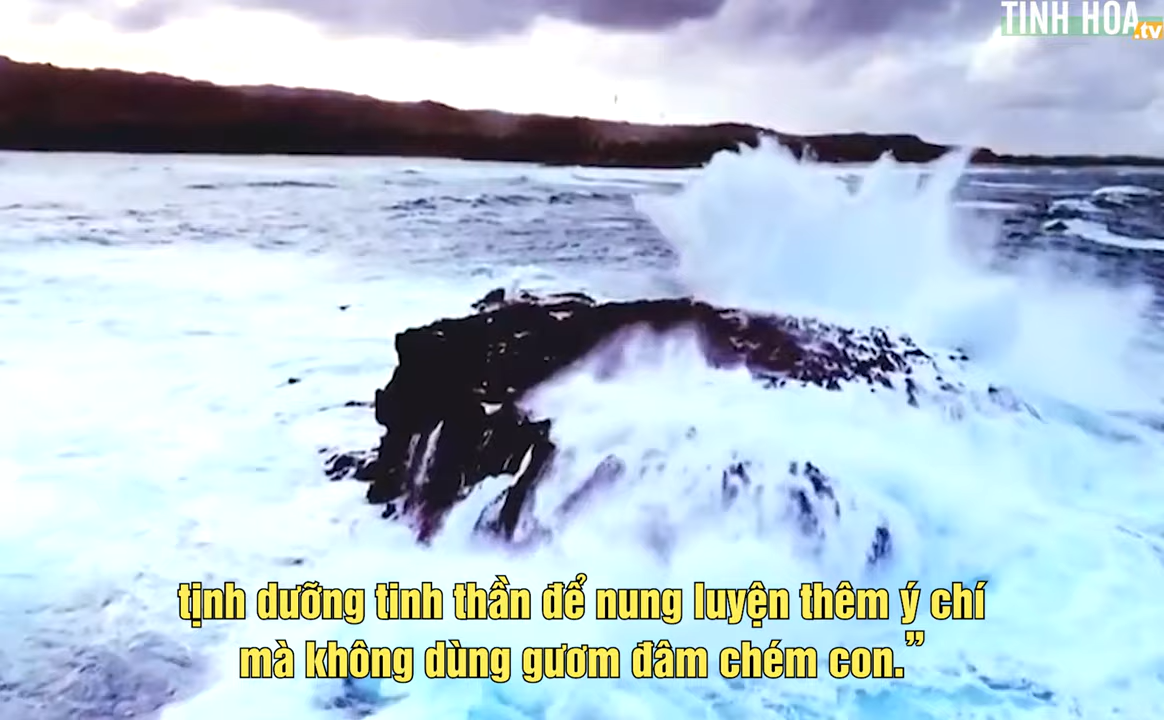 TINH HOA
.tv
tịnh dưỡng tinh thần để nung luyện thêm ý chí
mà không dùng gươm đâm chém con.”